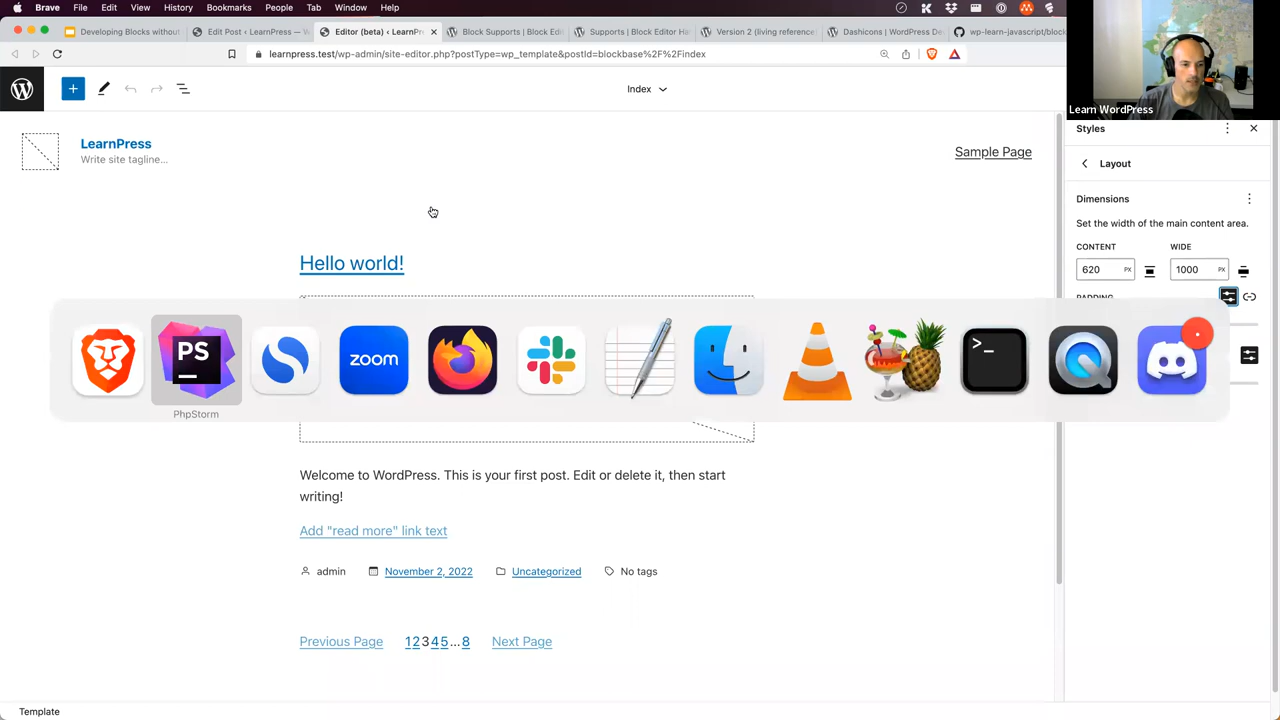 Brave File Edit View History Bookmarks People Tab Window Help
Developing Blocks without
Edit Post ‹ LearnPress — W
Editor (beta) ‹ LearnPr
Block Supports | Block Edi
Supports | Block Editor Ha
Version 2 (living reference
Dashicons | WordPress De
wp-learn-javascript/block
learnpress.test/wp-admin/site-editor.php?postType=wp_template&postId=blockbase%2F%2Findex
Learn WordPress
Index
LearnPress
Write site tagline...
Sample Page
Styles
Layout
Dimensions
Set the width of the main content area.
CONTENT WIDE
620 PX 1000 PX
PADDING
Hello world!
PS
zoom
>_
PhpStorm
Welcome to WordPress. This is your first post. Edit or delete it, then start
writing!
Add "read more" link text
admin November 2, 2022 Uncategorized No tags
Previous Page 12345...8 Next Page
Template